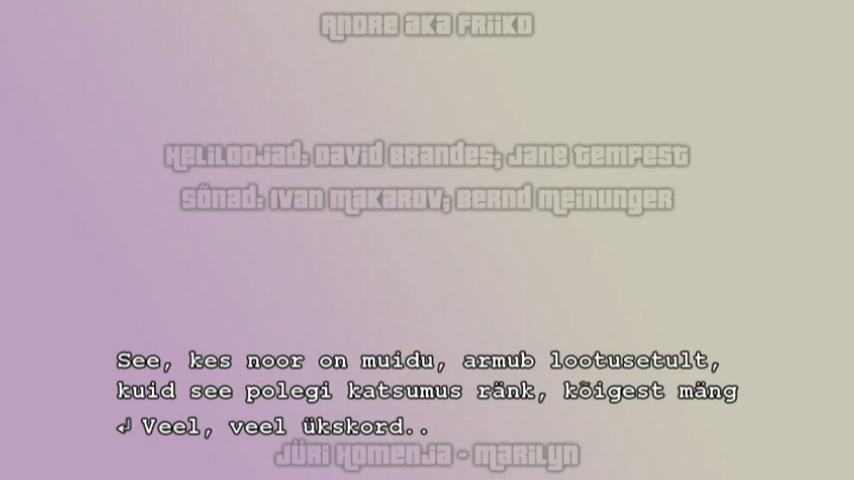 Andre aka Friiko
Heliloojad: David Brandes; Jane Tempest
Sõnad: Ivan Makarov; Bernd Meinunger
See, kes noor on muidu, armub lootusetult,
kuid see polegi katsumus ränk, kõigest mäng
↲ Veel, veel ükskord..
Jüri Homenja - Marilyn